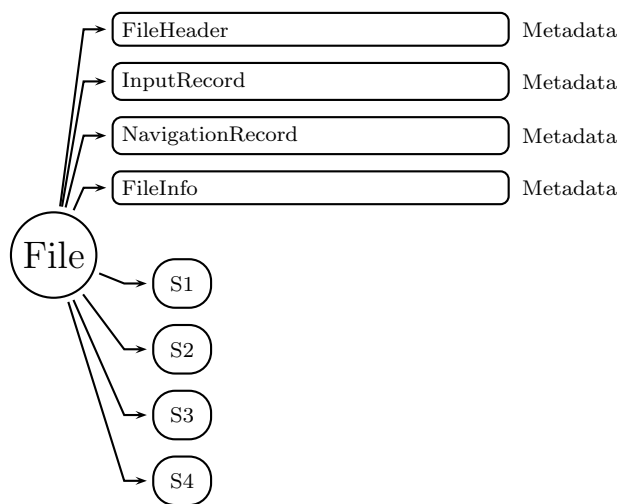 FileHeader Metadata
InputRecord Metadata
NavigationRecord Metadata
FileInfo Metadata
File
S1
S2
S3
S4